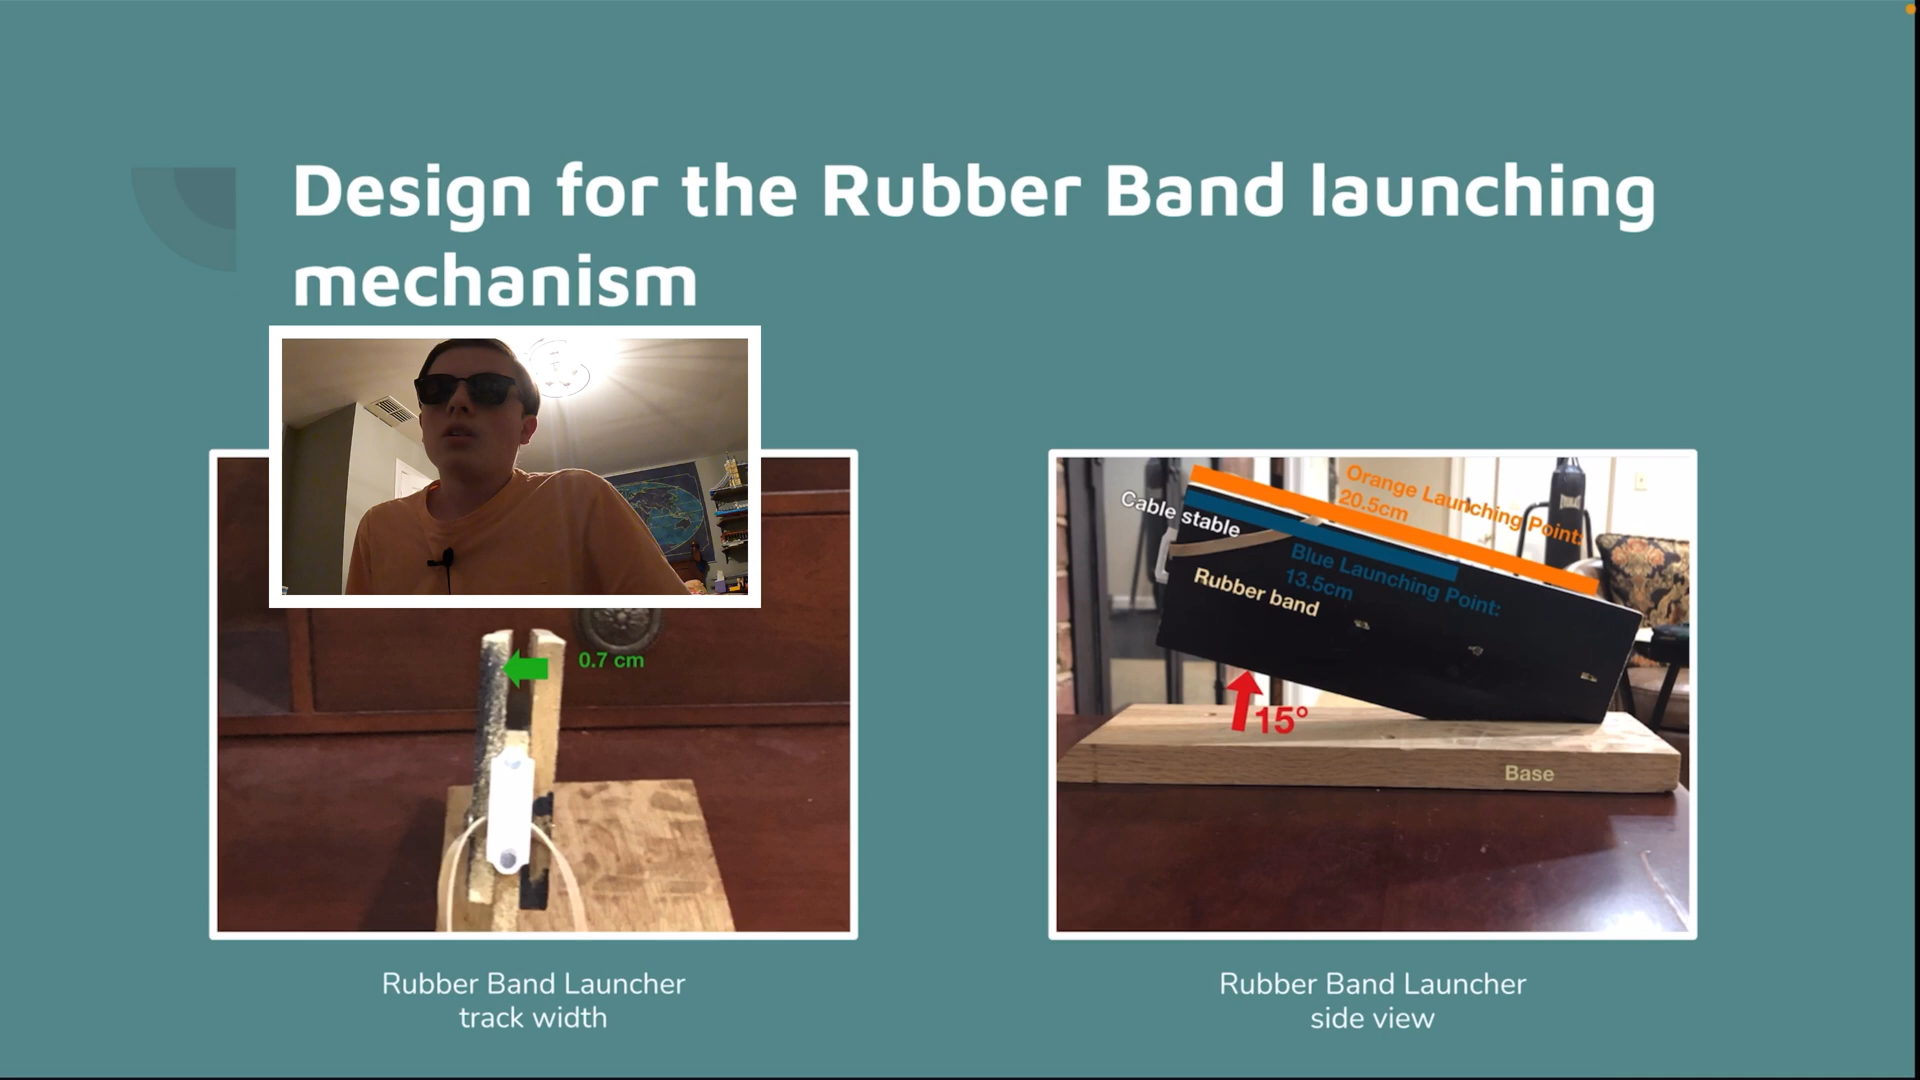 Design for the Rubber Band launching
mechanism
0.7 cm
Orange Launching Point:
20.5cm
Cable stable
Blue Launching Point:
13.5cm
Rubber band
15°
Base
EVERLAST
Rubber Band Launcher
track width
Rubber Band Launcher
side view